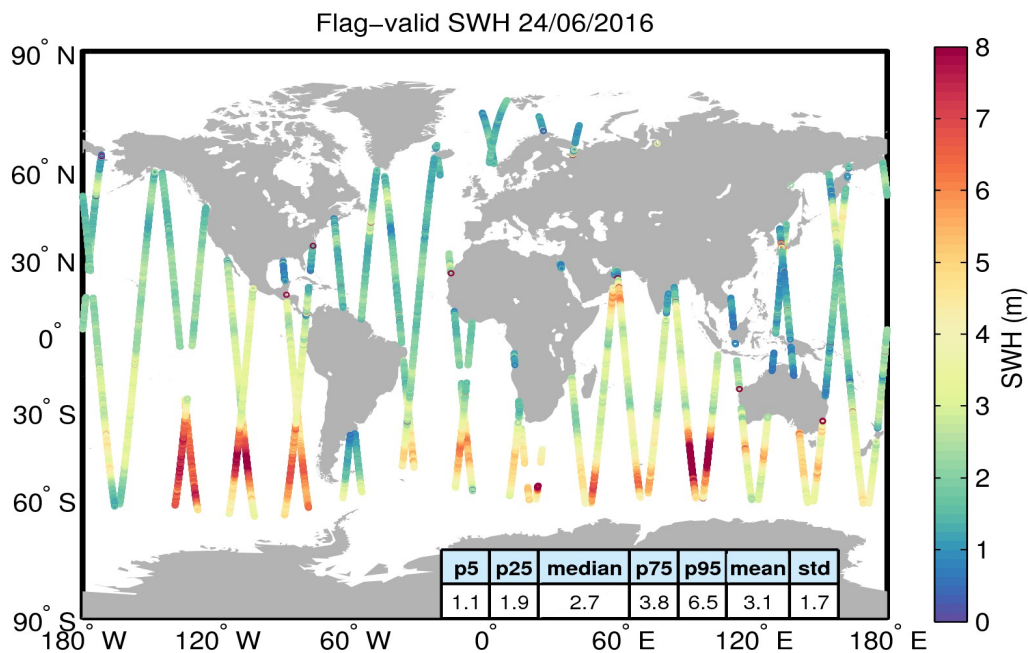 Flag−valid SWH 24/06/2016
90° N
60° N
30° N
0°
30° S
60° S
90° S
180° W
120° W
60° W
0°
60° E
120° E
180° E
p5 p25 median p75 p95 mean std
1.1 1.9 2.7 3.8 6.5 3.1 1.7
8
7
6
5
4
3
2
1
0
SWH (m)